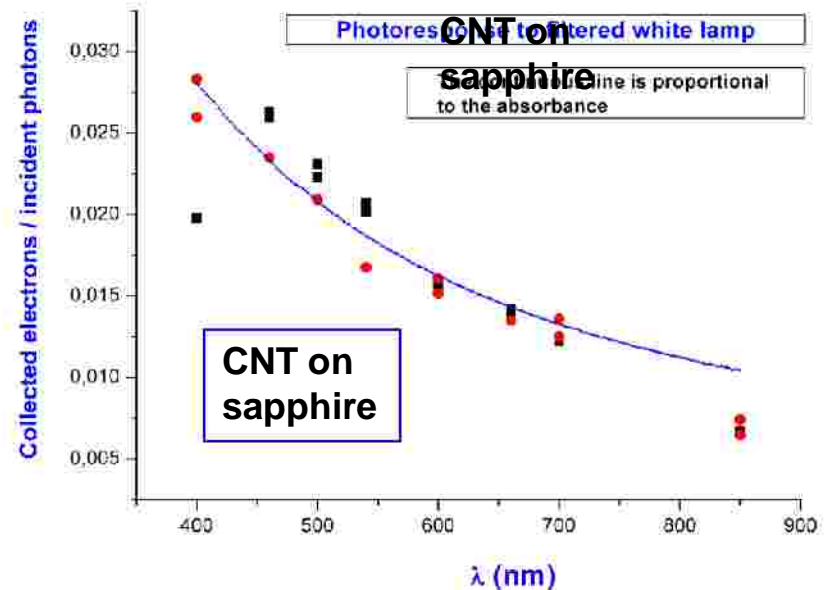 Photoresponse to filtered white lamp
CNT on
sapphire
The continuous line is proportional
to the absorbance
Collected electrons / incident photons
0,030
0,025
0,020
0,015
0,010
0,005
CNT on
sapphire
400
500
600
700
800
900
λ (nm)